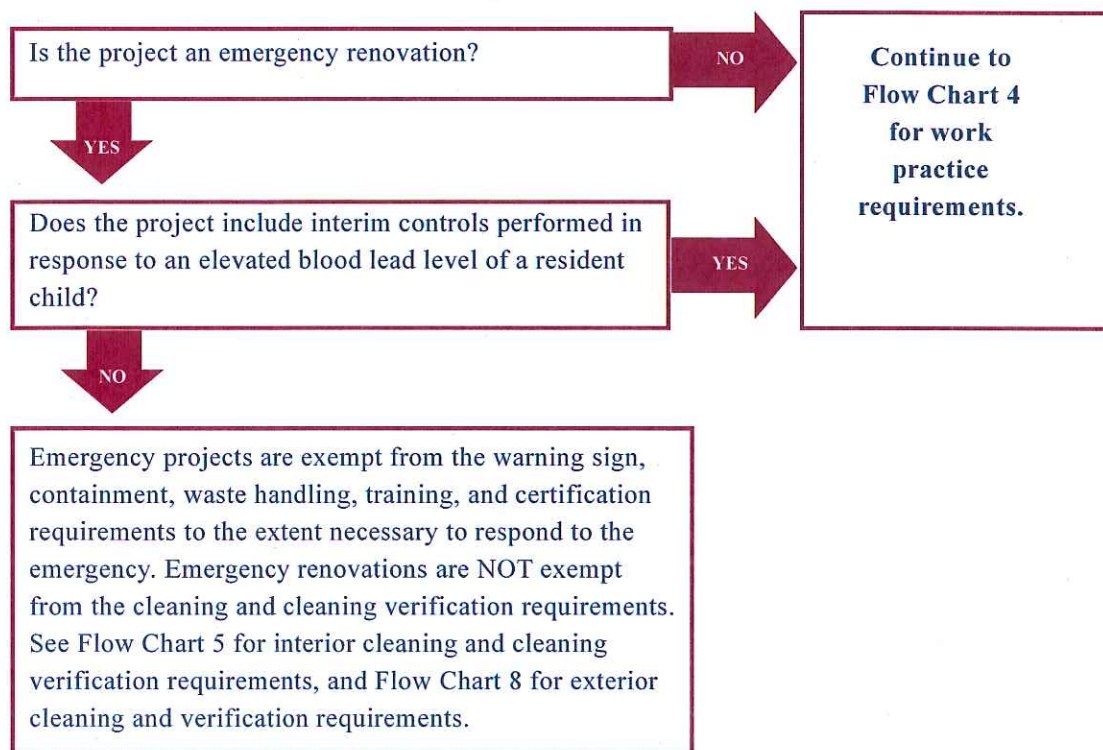 Is the project an emergency renovation?
NO
Continue to
Flow Chart 4
for work
practice
requirements.
YES
Does the project include interim controls performed in
response to an elevated blood lead level of a resident
child?
YES
NO
Emergency projects are exempt from the warning sign,
containment, waste handling, training, and certification
requirements to the extent necessary to respond to the
emergency. Emergency renovations are NOT exempt
from the cleaning and cleaning verification requirements.
See Flow Chart 5 for interior cleaning and cleaning
verification requirements, and Flow Chart 8 for exterior
cleaning and verification requirements.